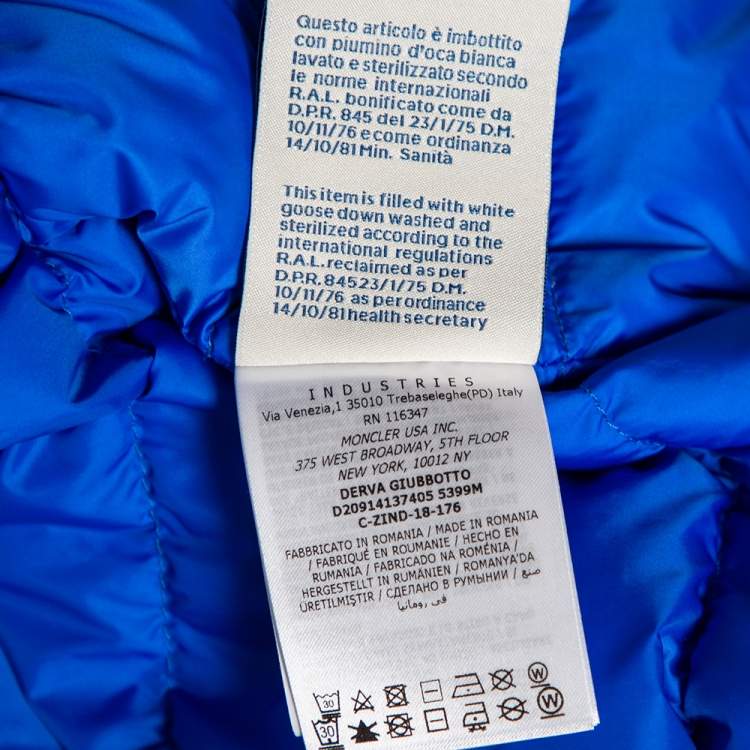 Questo articolo è imbottito
con piumino d'oca bianca
lavato e sterilizzato secondo
le norme internazionali
R.A.L. bonificato come da
D.P.R. 845 del 23/1/75 D.M.
10/11/76 e come ordinanza
14/10/81 Min. Sanità
This item is filled with white
goose down washed and
sterilized according to the
international regulations
R.A.L. reclaimed as per
D.P.R. 84523/1/75 D.M.
10/11/76 as per ordinance
14/10/81 health secretary
INDUSTRIES
Via Venezia,1 35010 Trebaseleghe(PD) Italy
RN 116347
MONCLER USA INC.
375 WEST BROADWAY, 5TH FLOOR
NEW YORK, 10012 NY
DERVA GIUBBOTTO
D20914137405 5399M
C-ZIND-18-176
FABBRICATO IN ROMANIA / MADE IN ROMANIA
/ FABRIQUÉ EN ROUMANIE / HECHO EN
RUMANIA / FABRICADO NA ROMÉNIA /
HERGESTELLT IN RUMÄNIEN / ROMANYA'DA
ÜRETILMIŞTIR / СДЕЛАНО В РУМЫНИИ / صنع
في رومانيا
30 W
30 W